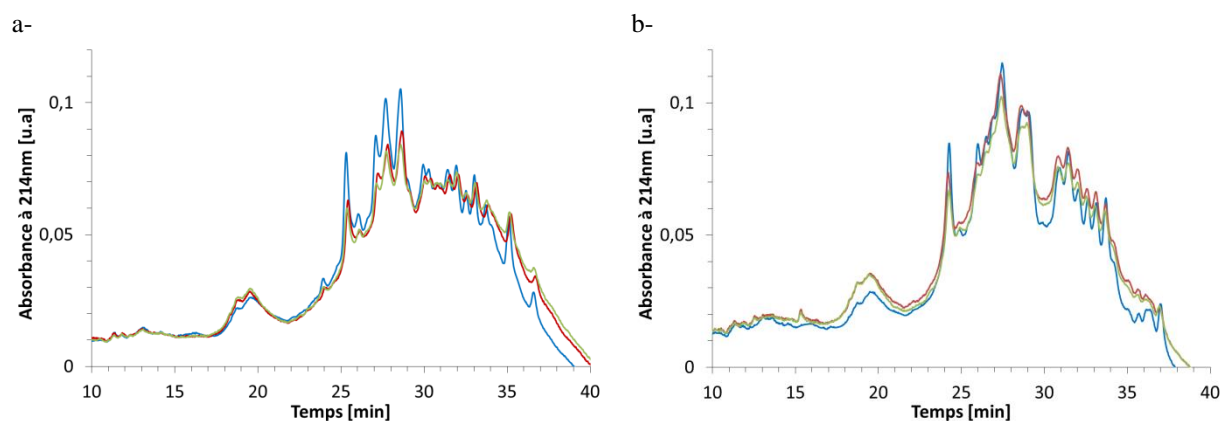 a-
b-
Absorbance à 214nm [u.a]
0,1
0,05
0
10 15 20 25 30 35 40
Temps [min]
Absorbance à 214nm [u.a]
0,1
0,05
0
10 15 20 25 30 35 40
Temps [min]